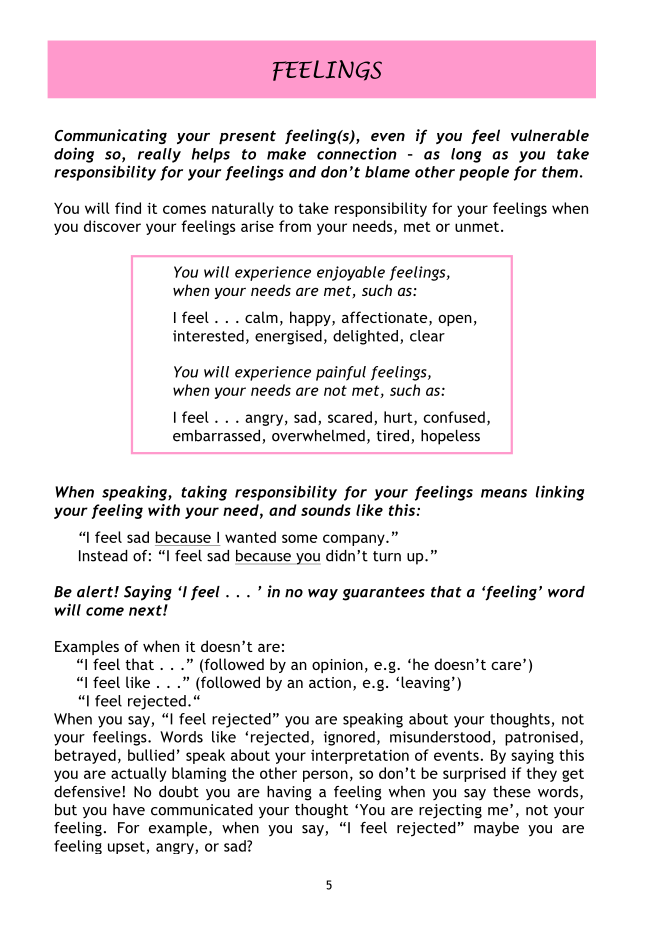 FEELINGS
Communicating your present feeling(s), even if you feel vulnerable
doing so, really helps to make connection – as long as you take
responsibility for your feelings and don’t blame other people for them.
You will find it comes naturally to take responsibility for your feelings when
you discover your feelings arise from your needs, met or unmet.
You will experience enjoyable feelings,
when your needs are met, such as:
I feel . . . calm, happy, affectionate, open,
interested, energised, delighted, clear
You will experience painful feelings,
when your needs are not met, such as:
I feel . . . angry, sad, scared, hurt, confused,
embarrassed, overwhelmed, tired, hopeless
When speaking, taking responsibility for your feelings means linking
your feeling with your need, and sounds like this:
“I feel sad because I wanted some company.”
Instead of: “I feel sad because you didn’t turn up.”
Be alert! Saying ‘I feel . . . ’ in no way guarantees that a ‘feeling’ word
will come next!
Examples of when it doesn’t are:
“I feel that . . .” (followed by an opinion, e.g. ‘he doesn’t care’)
“I feel like . . .” (followed by an action, e.g. ‘leaving’)
“I feel rejected.“
When you say, “I feel rejected” you are speaking about your thoughts, not
your feelings. Words like ‘rejected, ignored, misunderstood, patronised,
betrayed, bullied’ speak about your interpretation of events. By saying this
you are actually blaming the other person, so don’t be surprised if they get
defensive! No doubt you are having a feeling when you say these words,
but you have communicated your thought ‘You are rejecting me’, not your
feeling. For example, when you say, “I feel rejected” maybe you are
feeling upset, angry, or sad?
5